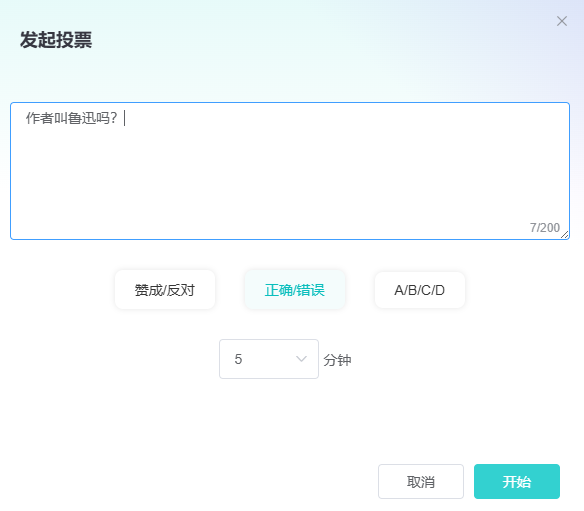 发起投票
作者叫鲁迅吗？
7/200
赞成/反对 正确/错误 A/B/C/D
5 分钟
取消 开始